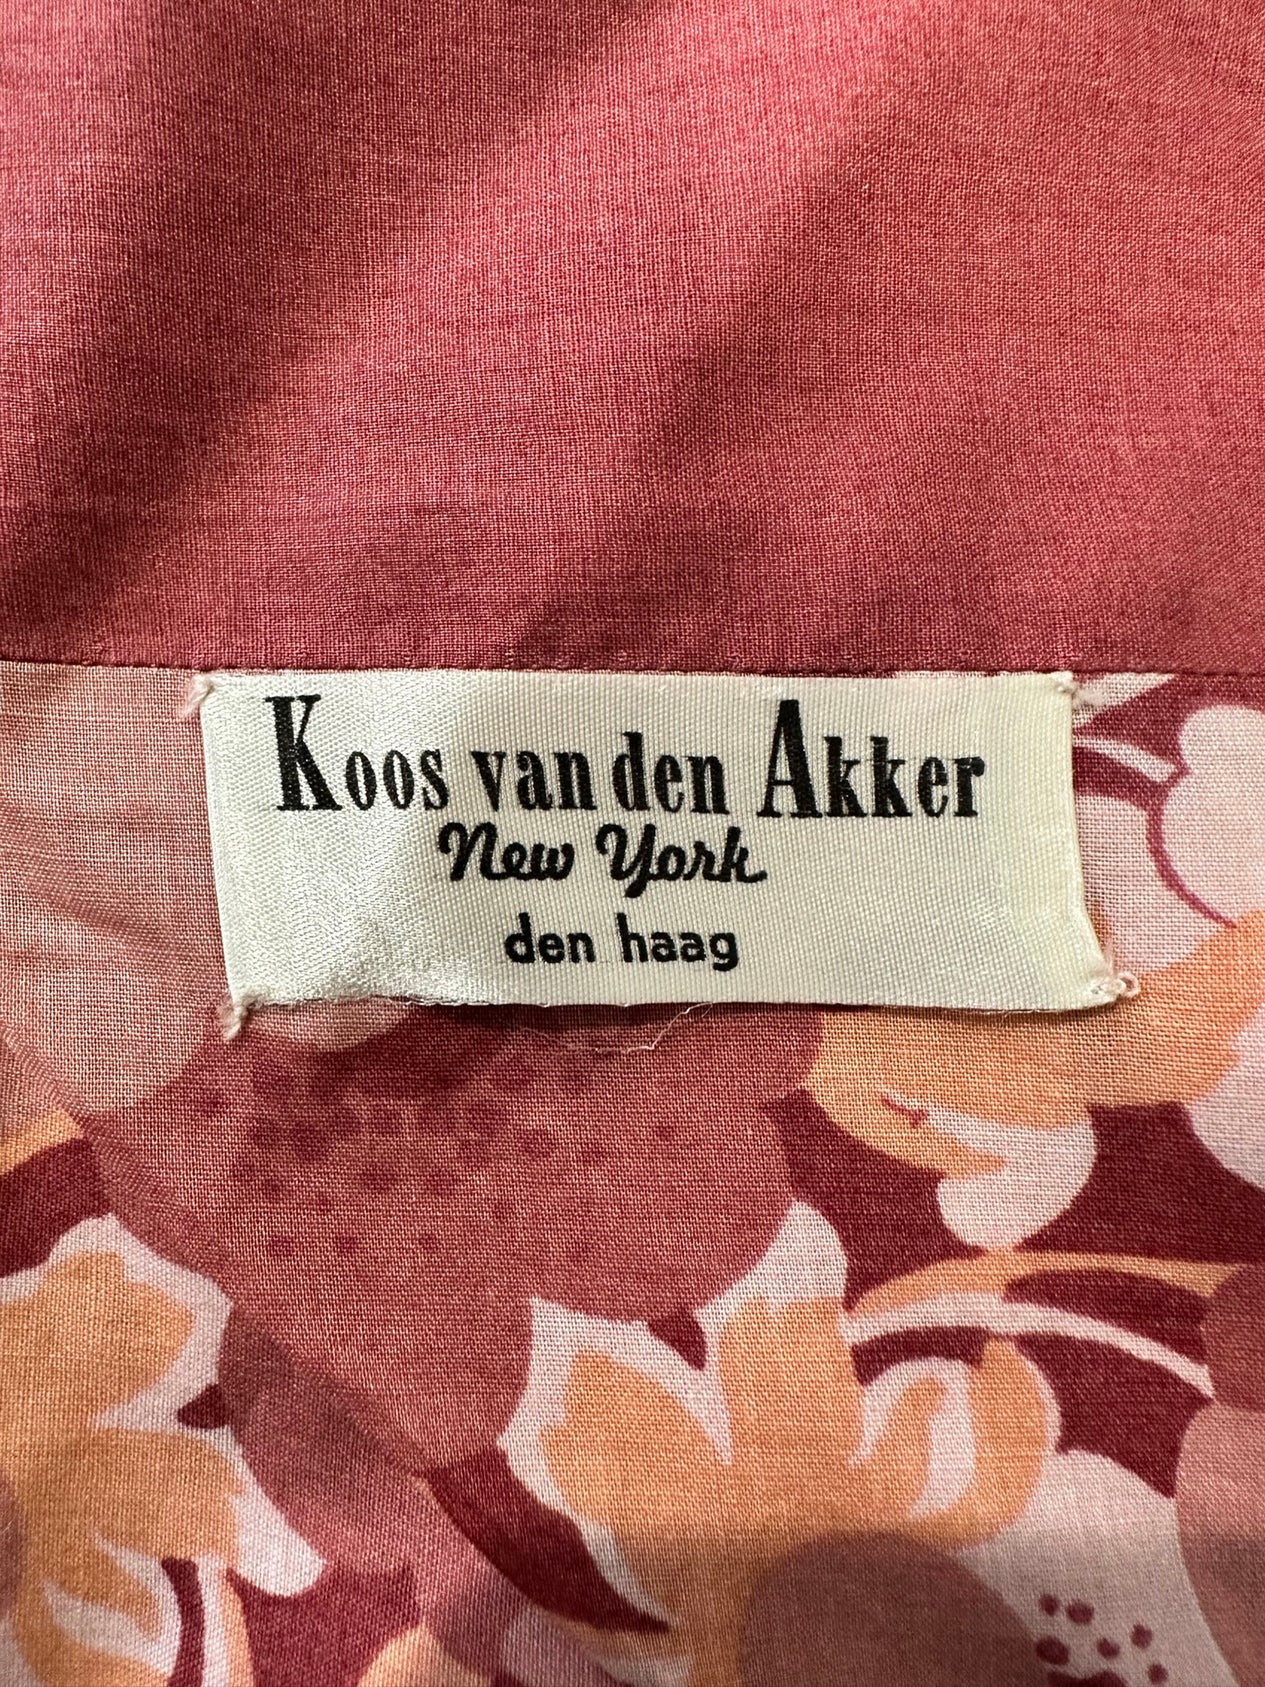 Koos van den Akker
New York
den haag